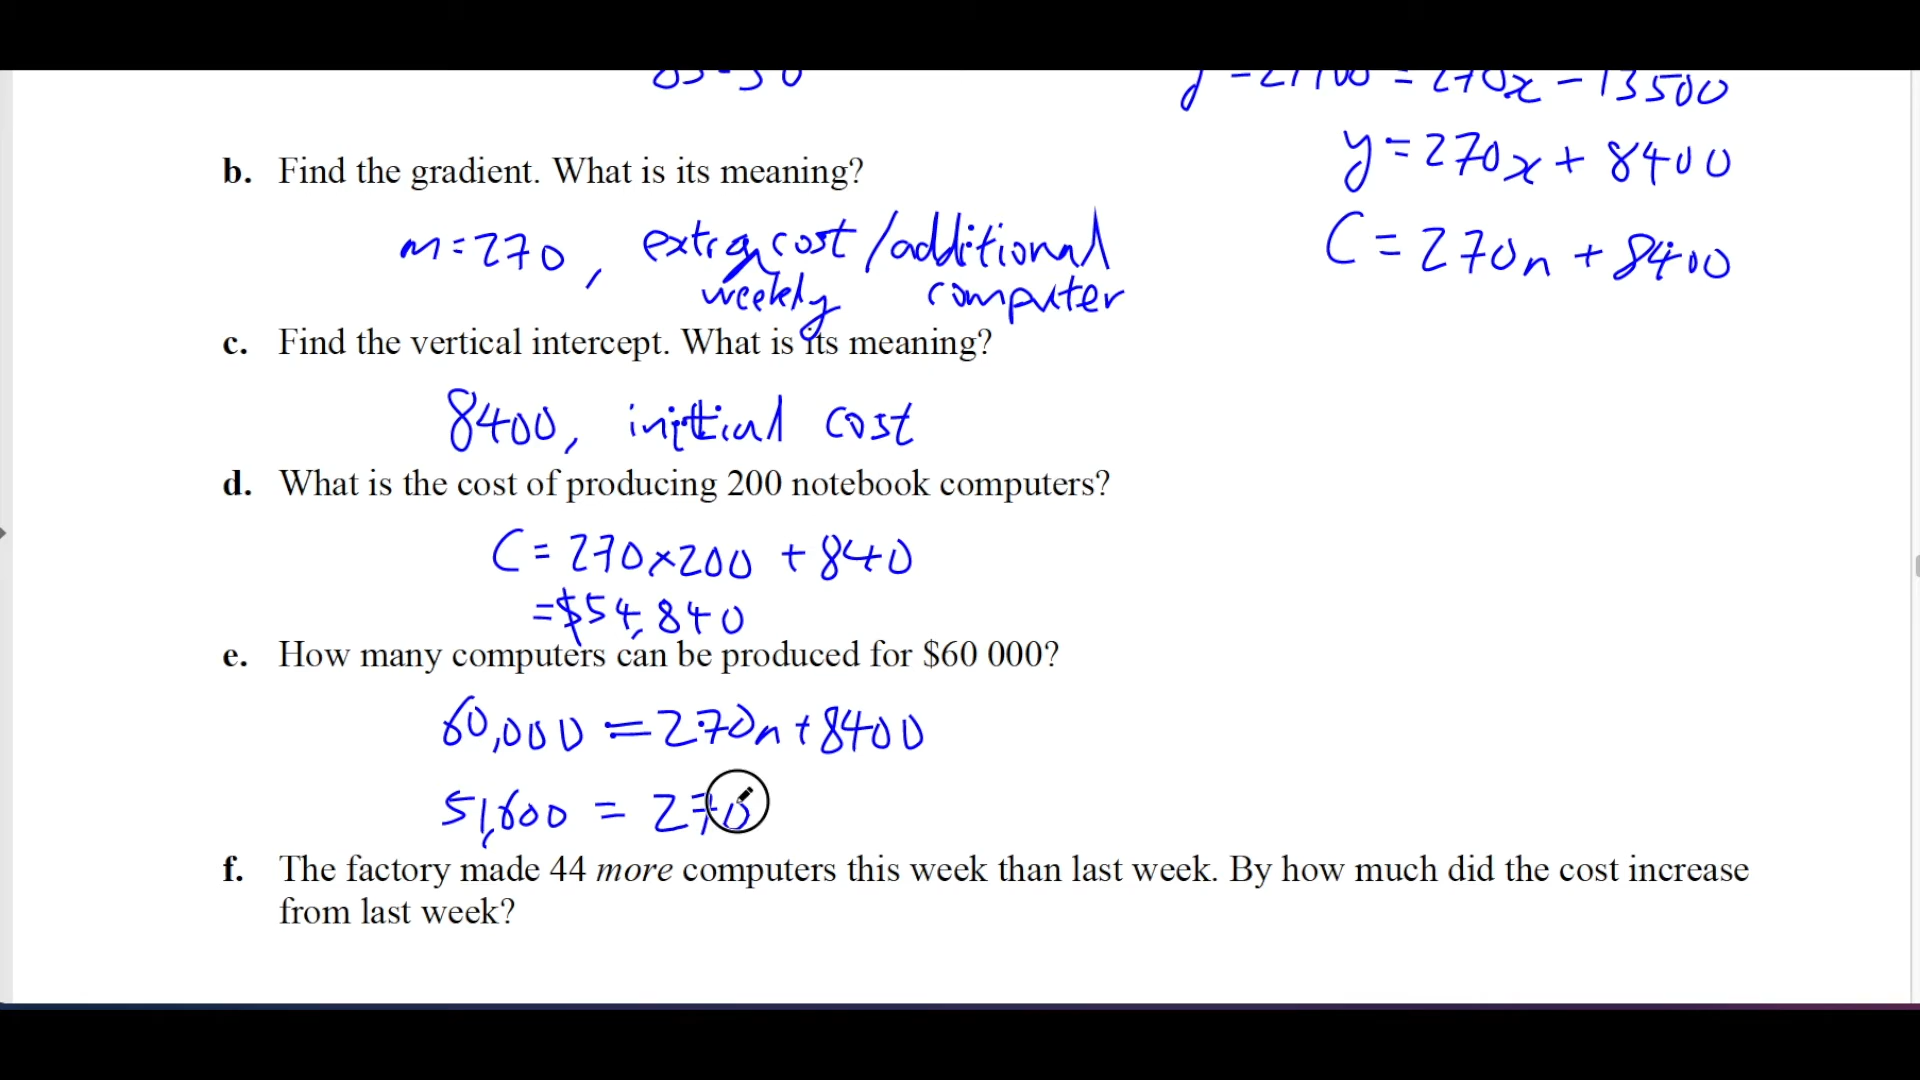 y - 21900 = 270x - 13500
y = 270x + 8400
b. Find the gradient. What is its meaning?
m = 270, extra cost / additional
weekly computer
C = 270n + 8400
c. Find the vertical intercept. What is its meaning?
8400, initial cost
d. What is the cost of producing 200 notebook computers?
C = 270×200 + 840
= $54,840
e. How many computers can be produced for $60 000?
60,000 = 270n + 8400
51,600 = 270
f. The factory made 44 more computers this week than last week. By how much did the cost increase
from last week?